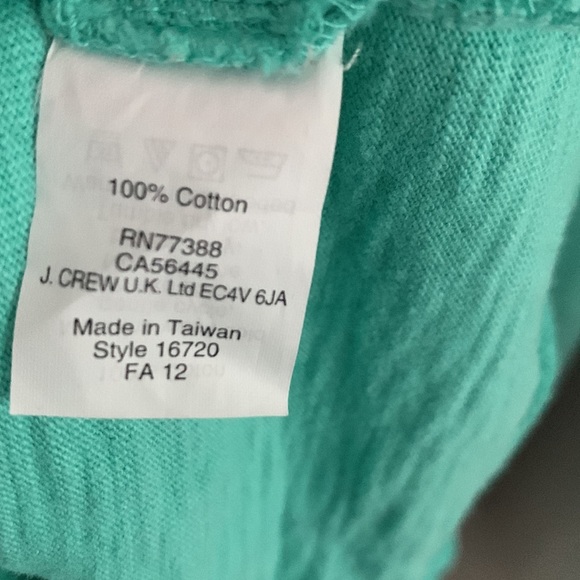 100% Cotton
RN77388
CA56445
J. CREW U.K. Ltd EC4V 6JA
Made in Taiwan
Style 16720
FA 12